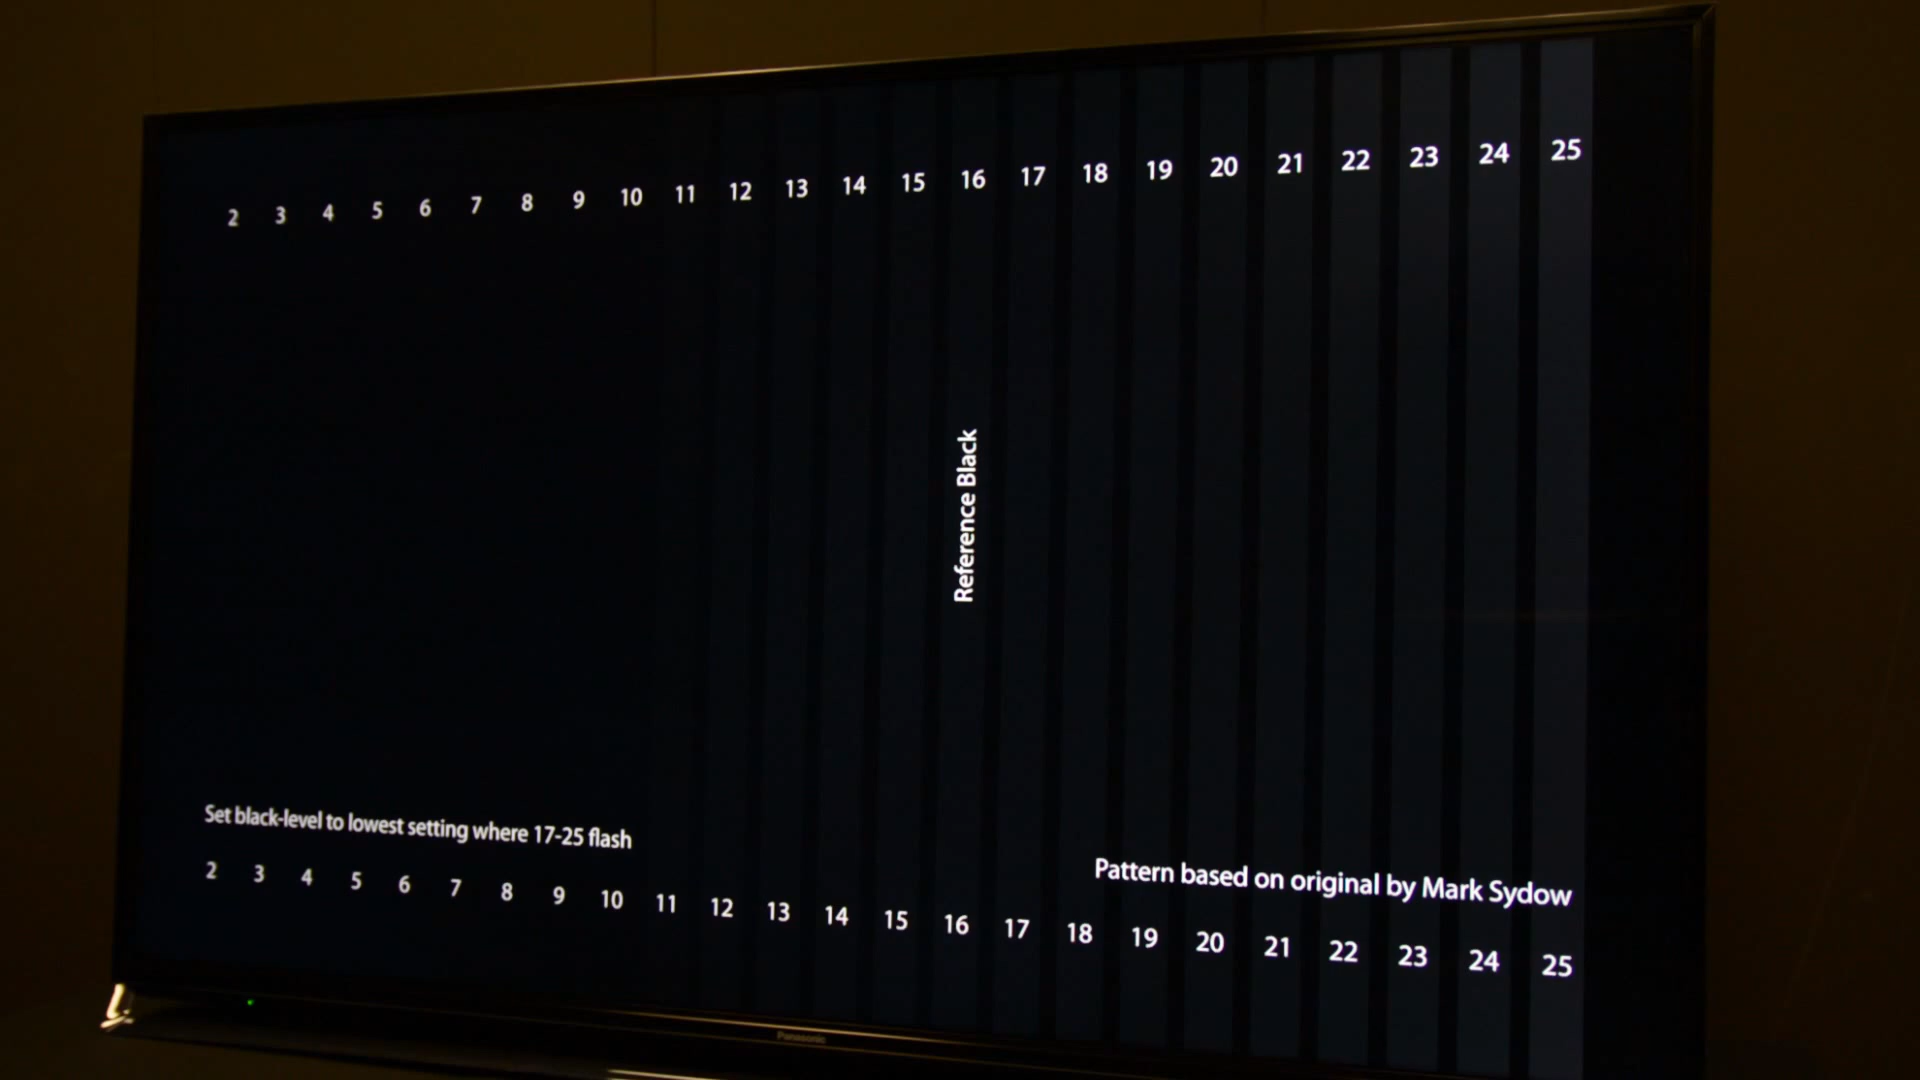 2 3 4 5 6 7 8 9 10 11 12 13 14 15 16 17 18 19 20 21 22 23 24 25
Reference Black
Set black-level to lowest setting where 17-25 flash
Pattern based on original by Mark Sydow
2 3 4 5 6 7 8 9 10 11 12 13 14 15 16 17 18 19 20 21 22 23 24 25
Panasonic